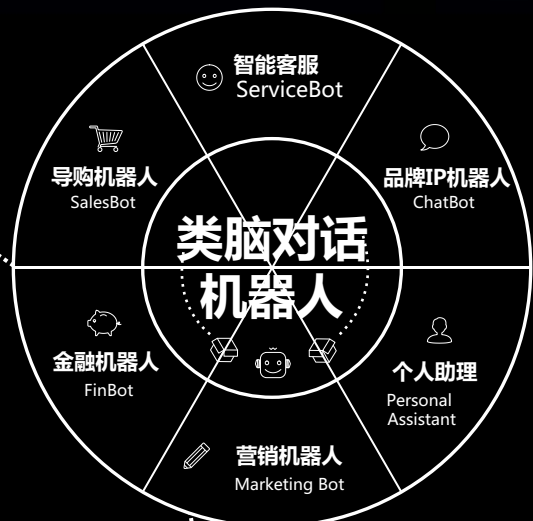 智能客服
ServiceBot
导购机器人
SalesBot
品牌IP机器人
ChatBot
类脑对话
机器人
金融机器人
FinBot
个人助理
Personal
Assistant
营销机器人
Marketing Bot